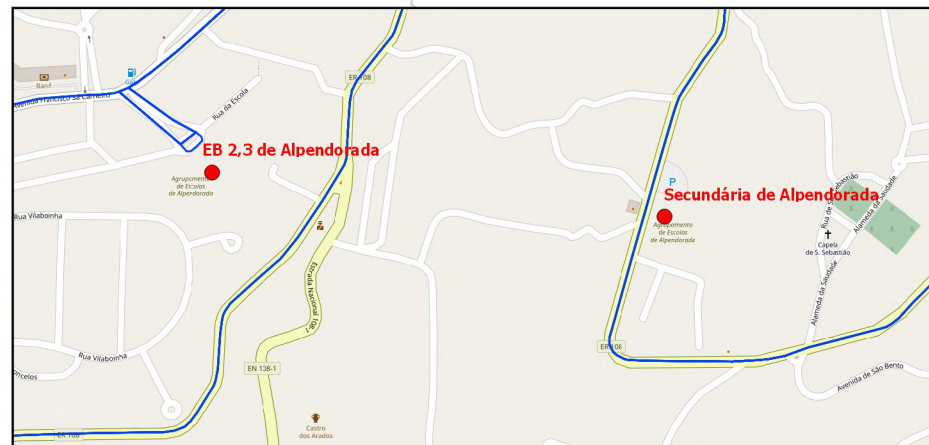 ER 108
Banif
Avenida Francisco Sá Carneiro
Rua da Escola
EB 2,3 de Alpendorada
Agrupamento
de Escolas
de Alpendorada
Rua Vilaboinha
Estrada Nacional 108-1
P
Secundária de Alpendorada
Agrupamento
de Escolas
de Alpendorada
Rua de São Sebastião
Alameda da Saudade
Capela
de S. Sebastião
Alameda da Saudade
Rua Vilaboinha
EN 108-1
ER 108
Avenida de São Bento
Castro
dos Arados
ER 108